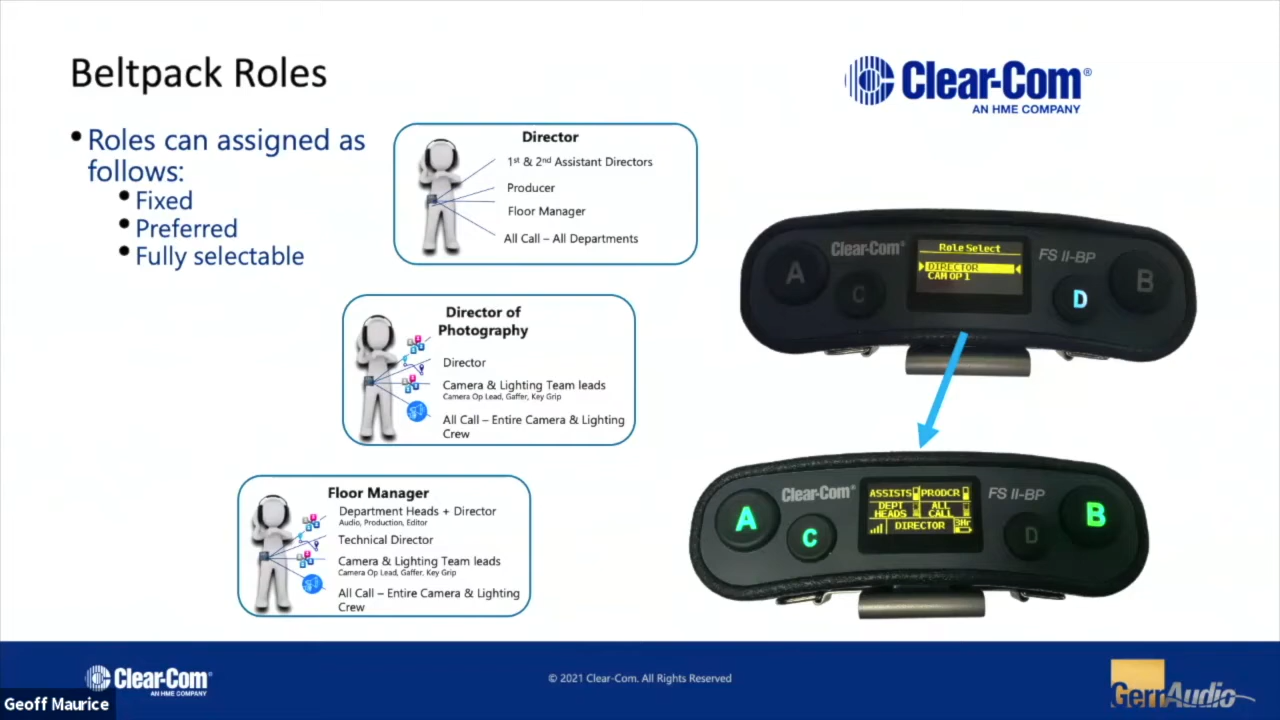 Beltpack Roles
Clear-Com®
AN HME COMPANY
• Roles can assigned as
follows:
• Fixed
• Preferred
• Fully selectable
Director
1st & 2nd Assistant Directors
Producer
Floor Manager
All Call – All Departments
Director of
Photography
Director
Camera & Lighting Team leads
Camera Op Lead, Gaffer, Key Grip
All Call – Entire Camera & Lighting
Crew
Floor Manager
Department Heads + Director
Audio, Production, Editor
Technical Director
Camera & Lighting Team leads
Camera Op Lead, Gaffer, Key Grip
All Call – Entire Camera & Lighting
Crew
Clear-Com®
FS II-BP
A
C
Role Select
DIRECTOR
CAM OP 1
D
B
Clear-Com®
FS II-BP
A
C
ASSISTS PRODCR
DEPT HEADS
ALL CALL
DIRECTOR
3Hr
D
B
Clear-Com®
AN HME COMPANY
© 2021 Clear-Com. All Rights Reserved
GerrAudio
Geoff Maurice